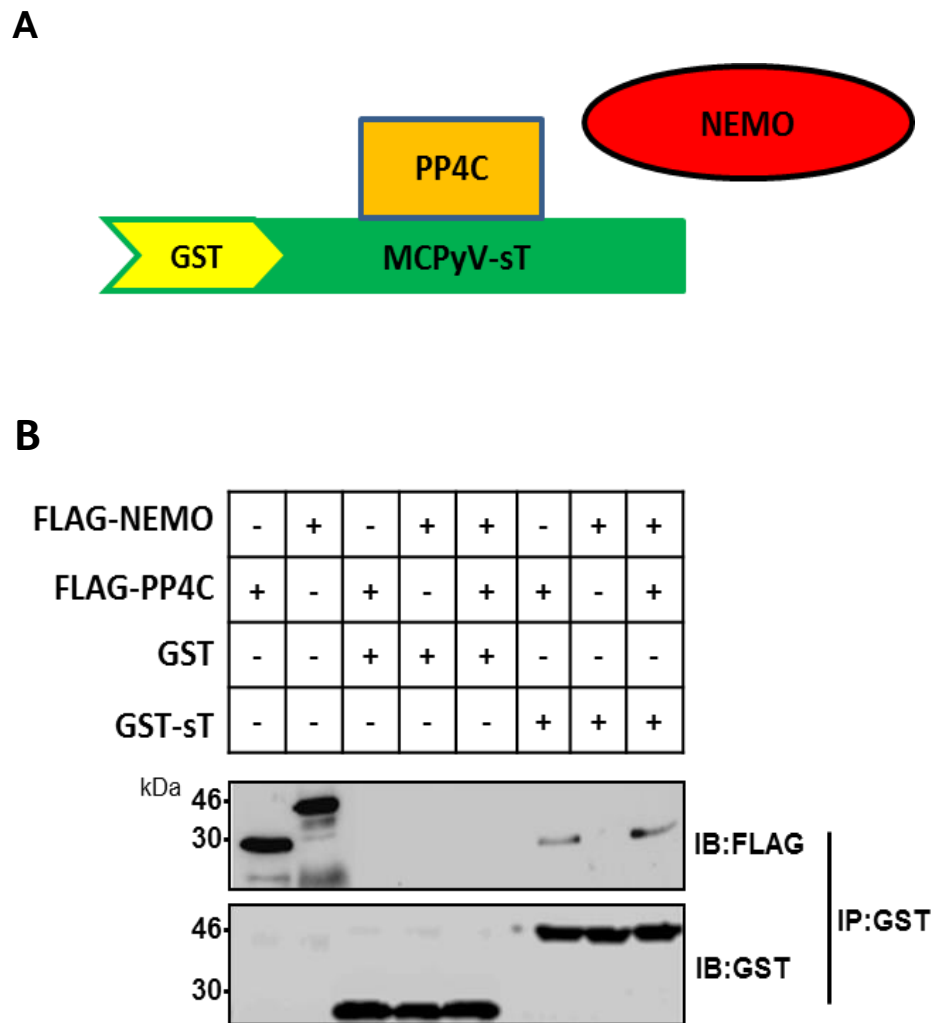 A
NEMO
PP4C
GST MCPyV-sT
B
FLAG-NEMO - + - + + - + +
FLAG-PP4C + - + - + + - +
GST - - + + + - - -
GST-sT - - - - - + + +
kDa
46
30
IB:FLAG
IP:GST
46
IB:GST
30